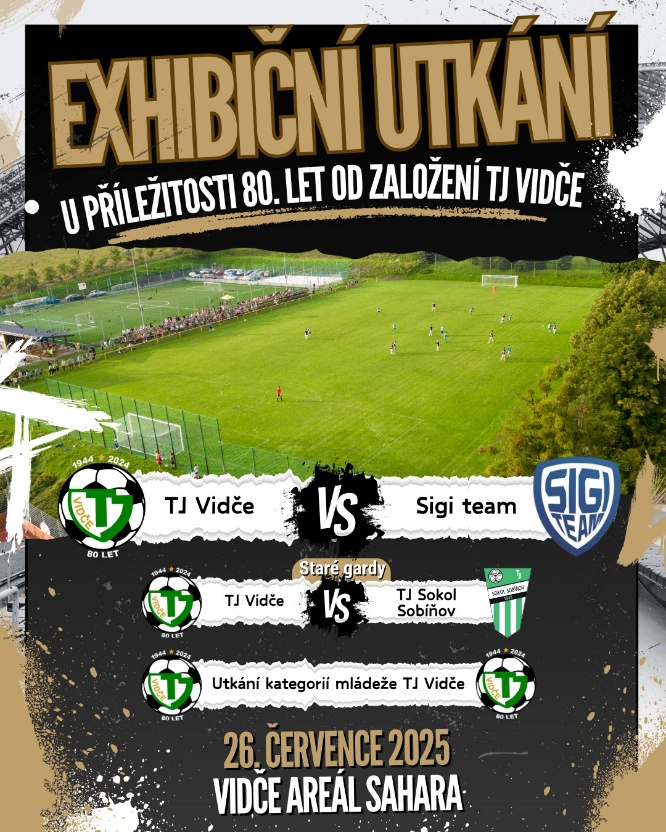 EXHIBIČNÍ UTKÁNÍ
U PŘÍLEŽITOSTI 80. LET OD ZALOŽENÍ TJ VIDČE
1944 ★ 2024
TJ
VIDČE
80 LET
TJ Vidče
VS
Sigi team
SIGI
TEAM
Staré gardy
1944 ★ 2024
TJ
VIDČE
80 LET
TJ Vidče
VS
TJ Sokol
Sobíňov
SOKOL SOBÍŇOV
1944 ★ 2024
TJ
VIDČE
80 LET
Utkání kategorií mládeže TJ Vidče
1944 ★ 2024
TJ
VIDČE
80 LET
26. ČERVENCE 2025
VIDČE AREÁL SAHARA